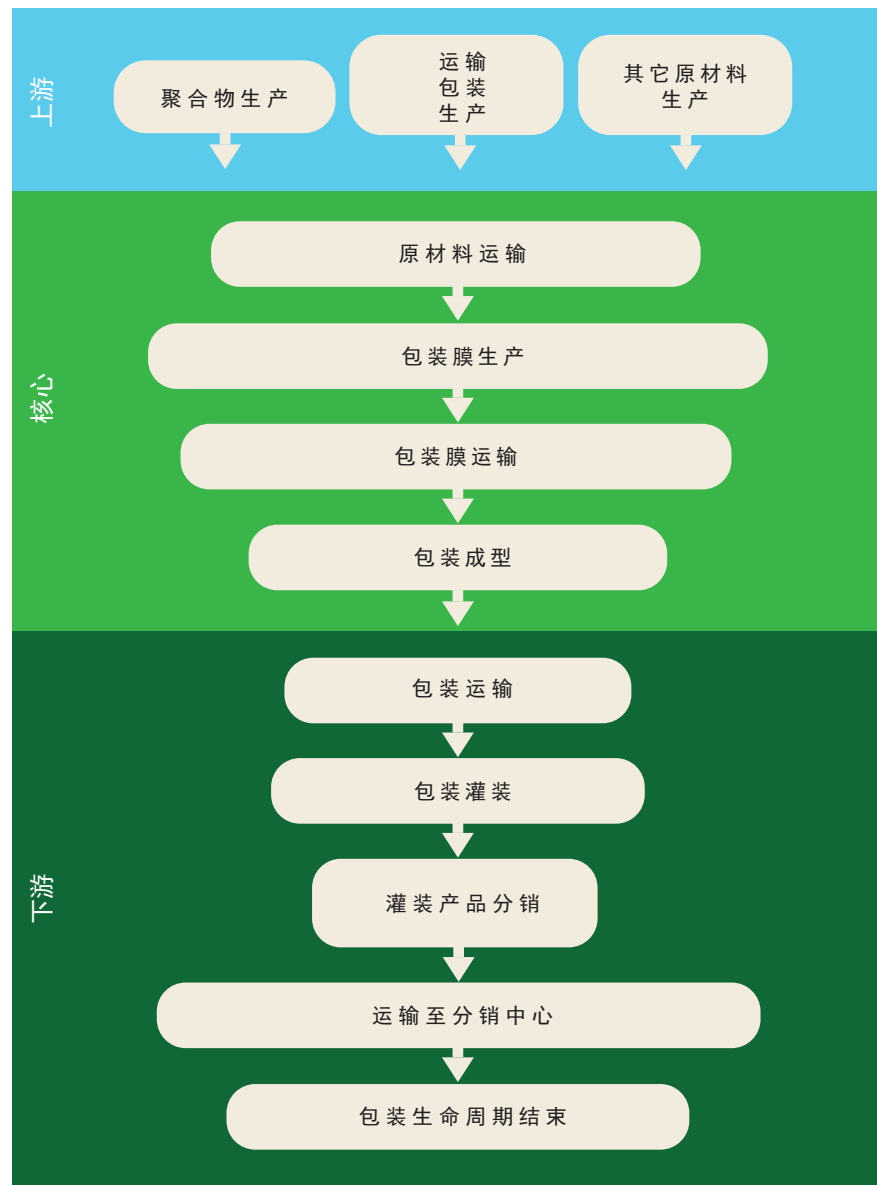 上游
聚合物生产
运输
包装
生产
其它原材料
生产
核心
原材料运输
包装膜生产
包装膜运输
包装成型
下游
包装运输
包装灌装
灌装产品分销
运输至分销中心
包装生命周期结束